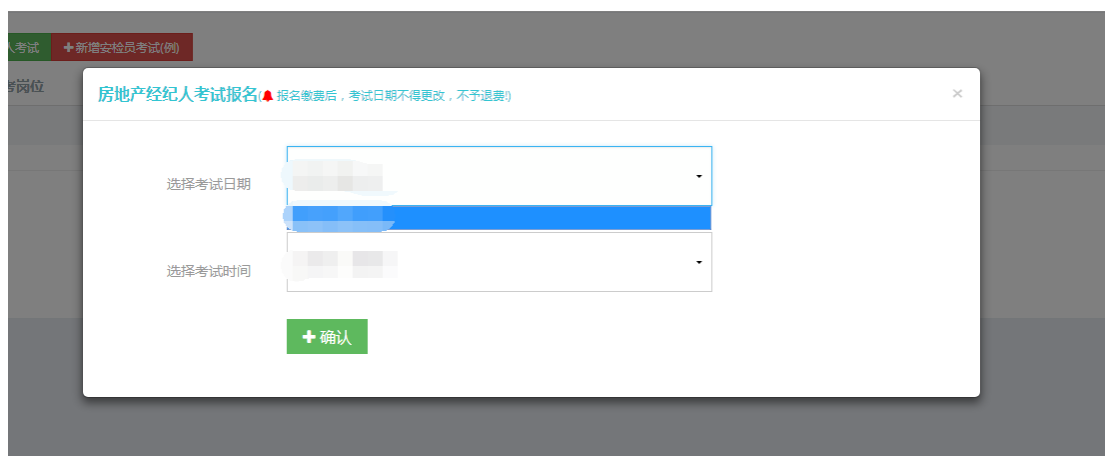 人考试 +新增安检员考试(例)
考岗位
房地产经纪人考试报名(报名缴费后，考试日期不得更改，不予退费!) ×
选择考试日期
选择考试时间
+确认